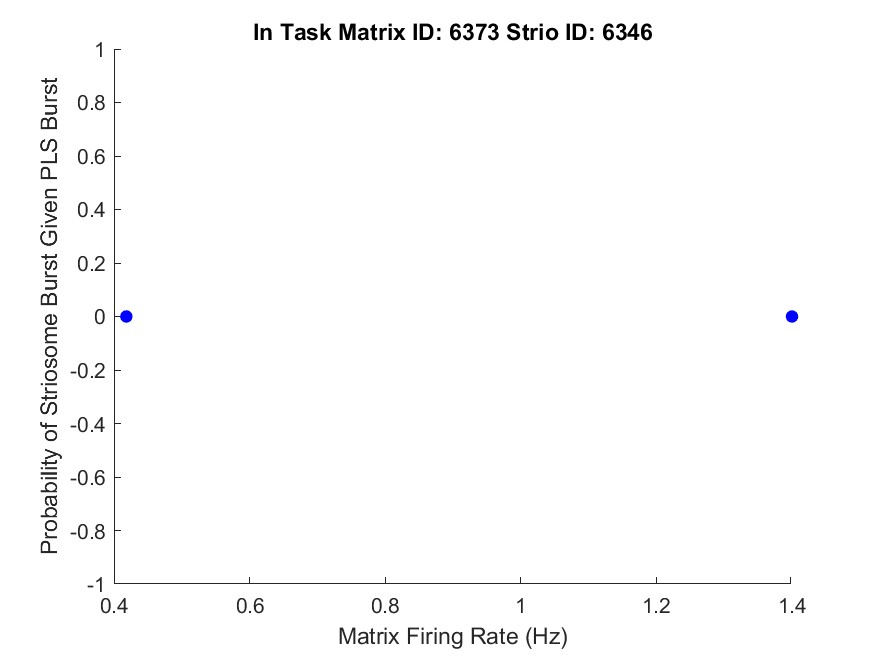 In Task Matrix ID: 6373 Strio ID: 6346
Probability of Striosome Burst Given PLS Burst
1
0.8
0.6
0.4
0.2
0
-0.2
-0.4
-0.6
-0.8
-1
0.4 0.6 0.8 1 1.2 1.4
Matrix Firing Rate (Hz)